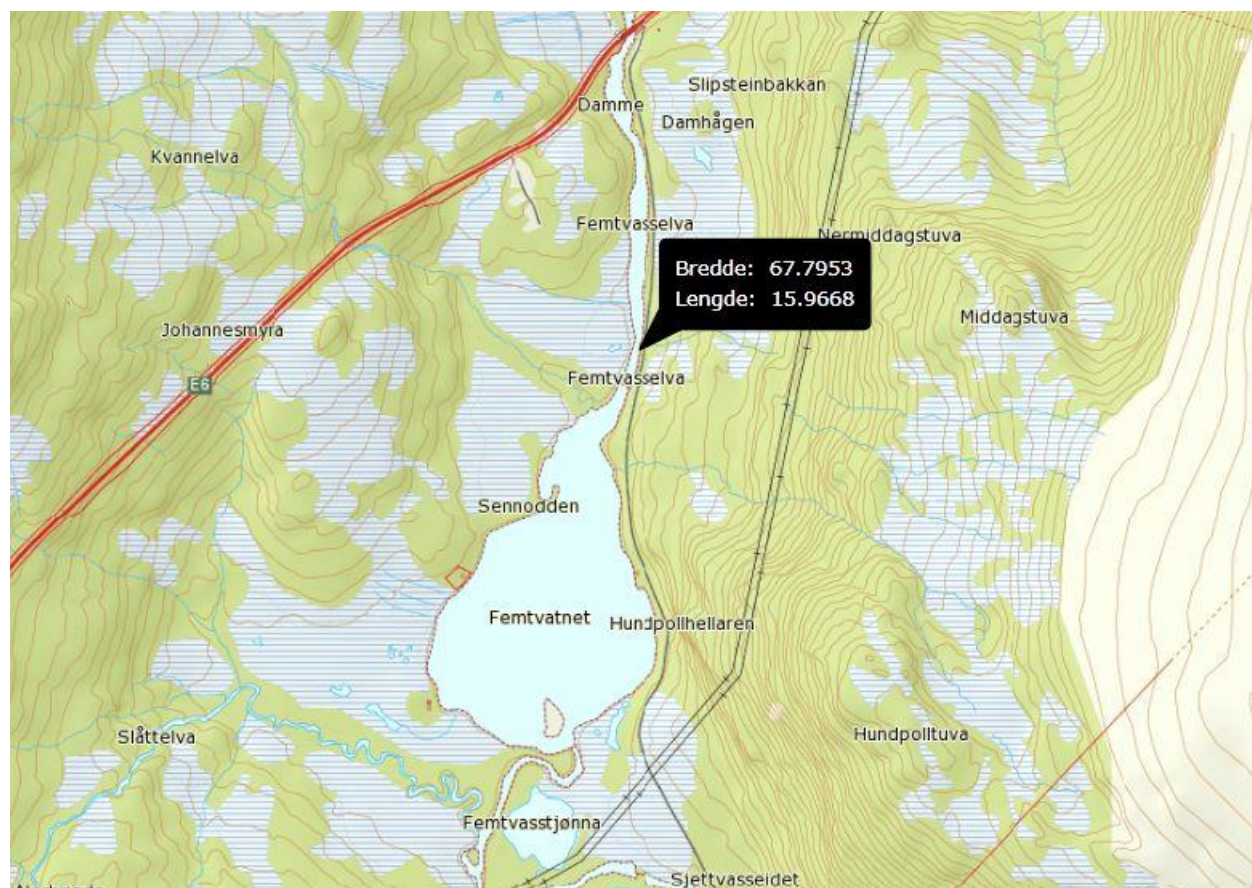 Slipsteinbakkan
Damme
Damhågen
Kvannelva
Femtvasselva
Nermiddagstuva
Bredde: 67.7953
Lengde: 15.9668
Middagstuva
Johannesmyra
E6
Femtvasselva
Sennodden
Femtvatnet
Hundpollhellaren
Slåttelva
Hundpolltuva
Femtvasstjønna
Sjettvasseidet